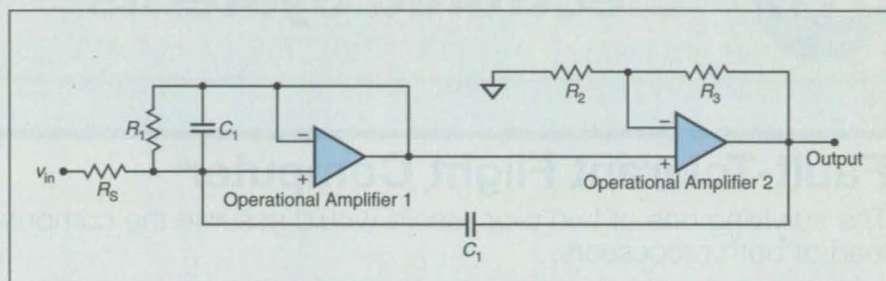 R1
C1
vin
RS
−
+
Operational Amplifier 1
C1
R2
R3
−
+
Operational Amplifier 2
Output